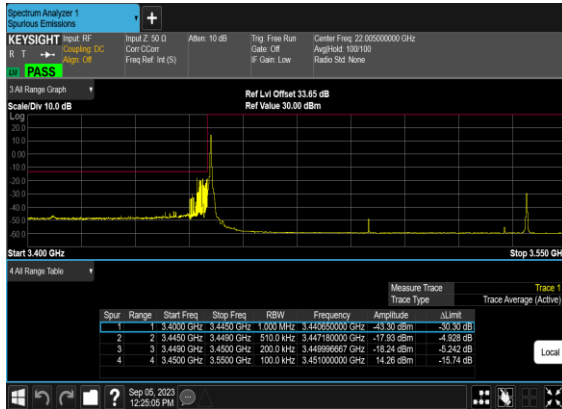 Spectrum Analyzer 1
Spurious Emissions
+
KEYSIGHT Input: RF Input Z: 50 Ω Atten: 10 dB Trig: Free Run Center Freq: 22.005000000 GHz
R T Coupling: DC Corr CCorr Gate: Off Avg|Hold: 100/100
Align: Off Freq Ref: Int (S) IF Gain: Low Radio Std: None
LV PASS
3 All Range Graph
Ref Lvl Offset 33.65 dB
Scale/Div 10.0 dB Ref Value 30.00 dBm
Log
20.0
10.0
0.00
-10.0
-20.0
-30.0
-40.0
-50.0
-60.0
Start 3.400 GHz Stop 3.550 GHz
4 All Range Table
Measure Trace Trace 1
Trace Type Trace Average (Active)
Spur Range Start Freq Stop Freq RBW Frequency Amplitude ΔLimit
1 1 3.4000 GHz 3.4450 GHz 1.000 MHz 3.440650000 GHz -43.30 dBm -30.30 dB
2 2 3.4450 GHz 3.4490 GHz 510.0 kHz 3.447180000 GHz -17.93 dBm -4.928 dB
3 3 3.4490 GHz 3.4500 GHz 200.0 kHz 3.449996667 GHz -18.24 dBm -5.242 dB
4 4 3.4500 GHz 3.5500 GHz 100.0 kHz 3.451000000 GHz 14.26 dBm -15.74 dB
Local
? Sep 05, 2023
12:25:05 PM